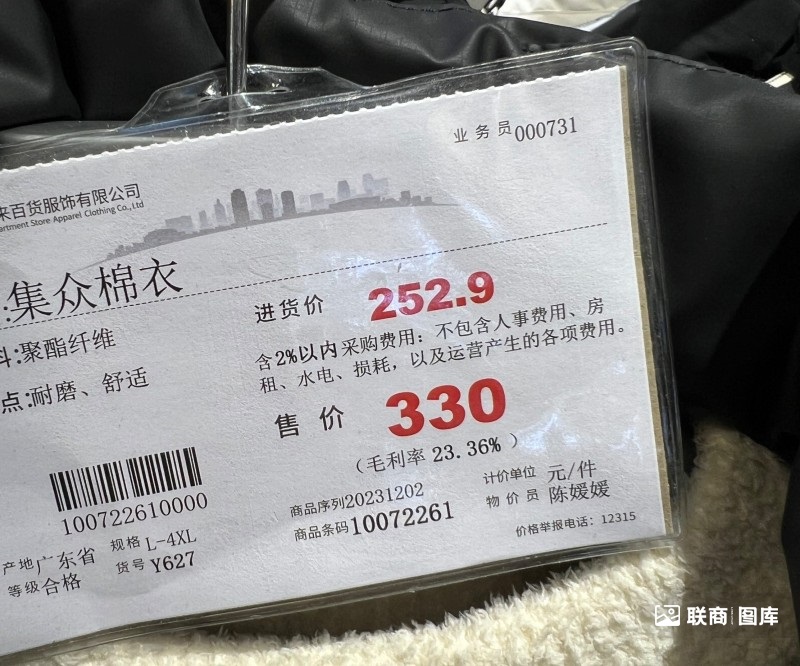 业务员000731
来百货服饰有限公司
artment Store Apparel Clothing Co., Ltd
:集众棉衣
料:聚酯纤维
点:耐磨、舒适
进货价 252.9
含2%以内采购费用:不包含人事费用、房
租、水电、损耗,以及运营产生的各项费用。
售价 330
(毛利率 23.36% )
100722610000
产地 广东省 规格 L-4XL
等级 合格 货号 Y627
商品序列20231202
商品条码10072261
计价单位 元/件
物价员 陈媛媛
价格举报电话:12315
联商 图库